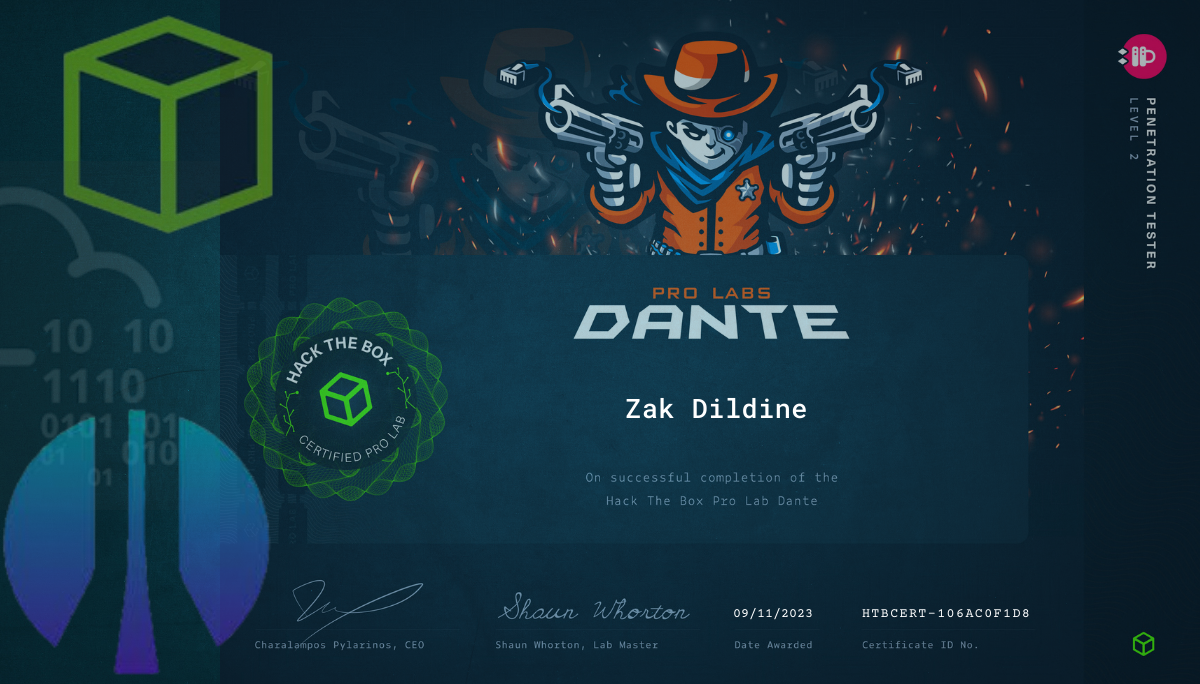 PENETRATION TESTER
LEVEL 2
10 10
1110
0101 101
01 010
01
HACK THE BOX
CERTIFIED PRO LAB
PRO LABS
DANTE
Zak Dildine
On successful completion of the
Hack The Box Pro Lab Dante
Shaun Whorton
09/11/2023
HTBCERT-106AC0F1D8
Charalampos Pylarinos, CEO
Shaun Whorton, Lab Master
Date Awarded
Certificate ID No.